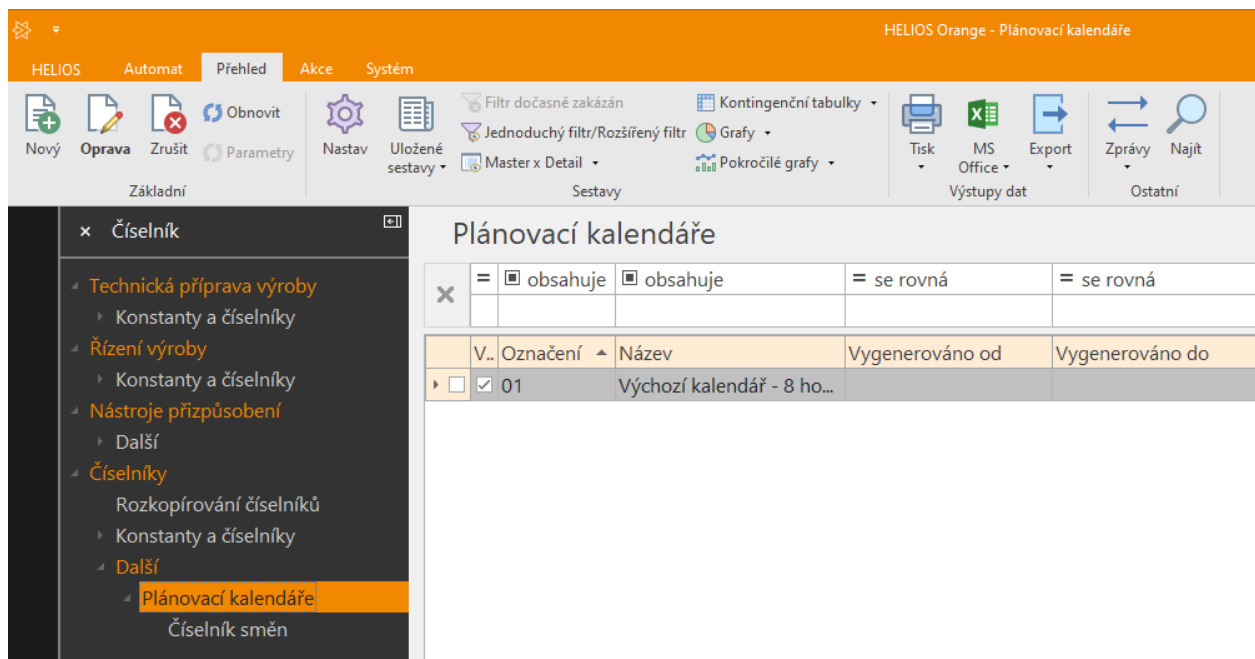 HELIOS Orange - Plánovací kalendáře
HELIOS Automat Přehled Akce Systém
Nový Oprava Zrušit Obnovit Parametry
Základní
Nastav Uložené sestavy
Filtr dočasně zakázán Kontingenční tabulky
Jednoduchý filtr/Rozšířený filtr Grafy
Master x Detail Pokročilé grafy
Sestavy
Tisk MS Office Export
Výstupy dat
Zprávy Najít
Ostatní
× Číselník
Technická příprava výroby
Konstanty a číselníky
Řízení výroby
Konstanty a číselníky
Nástroje přizpůsobení
Další
Číselníky
Rozkopírování číselníků
Konstanty a číselníky
Další
Plánovací kalendáře
Číselník směn
Plánovací kalendáře
= obsahuje obsahuje = se rovná = se rovná
V.. Označení Název Vygenerováno od Vygenerováno do
01 Výchozí kalendář - 8 ho...